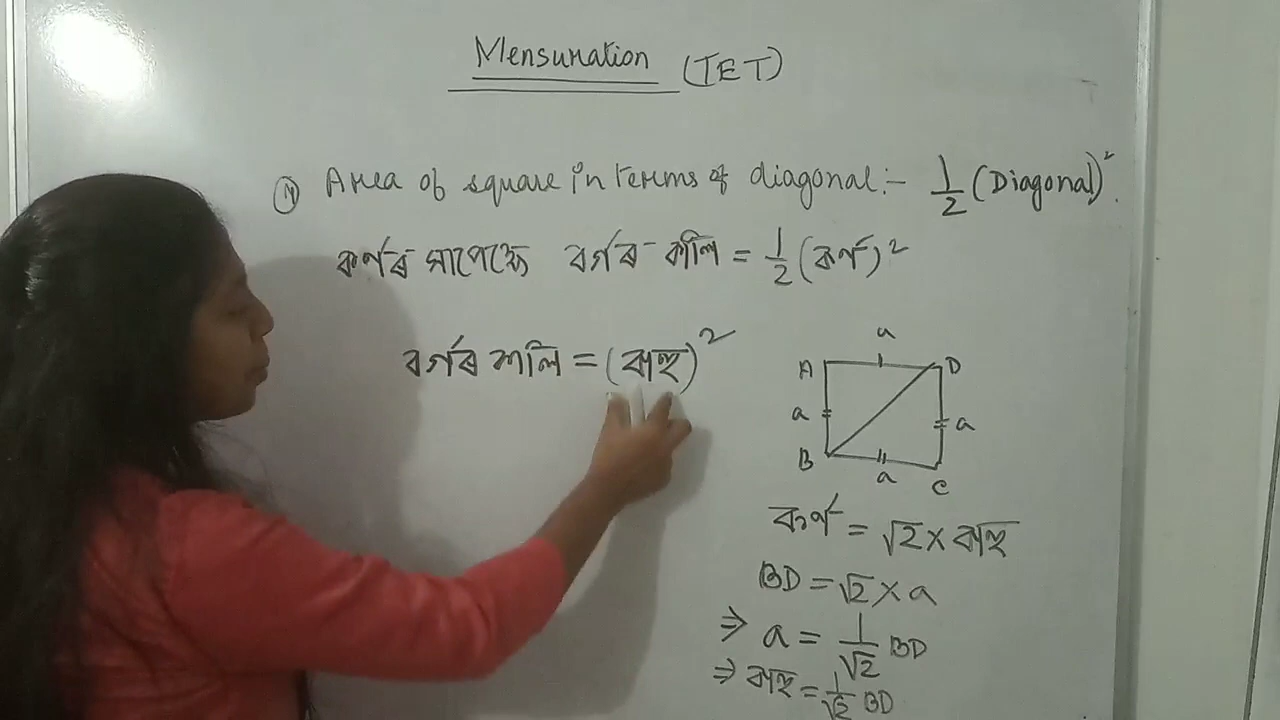 Mensuration (TET)
① Area of square in terms of diagonal:- 1/2 (Diagonal)².
কৰ্ণৰ সাপেক্ষে বৰ্গৰ কালি = 1/2 (কৰ্ণ)²
বৰ্গৰ কালি = (বাহু)²
a
A D
a a
B C
a
কৰ্ণ = √2 × বাহু
BD = √2 × a
⇒ a = 1/√2 BD
⇒ বাহু = 1/√2 BD